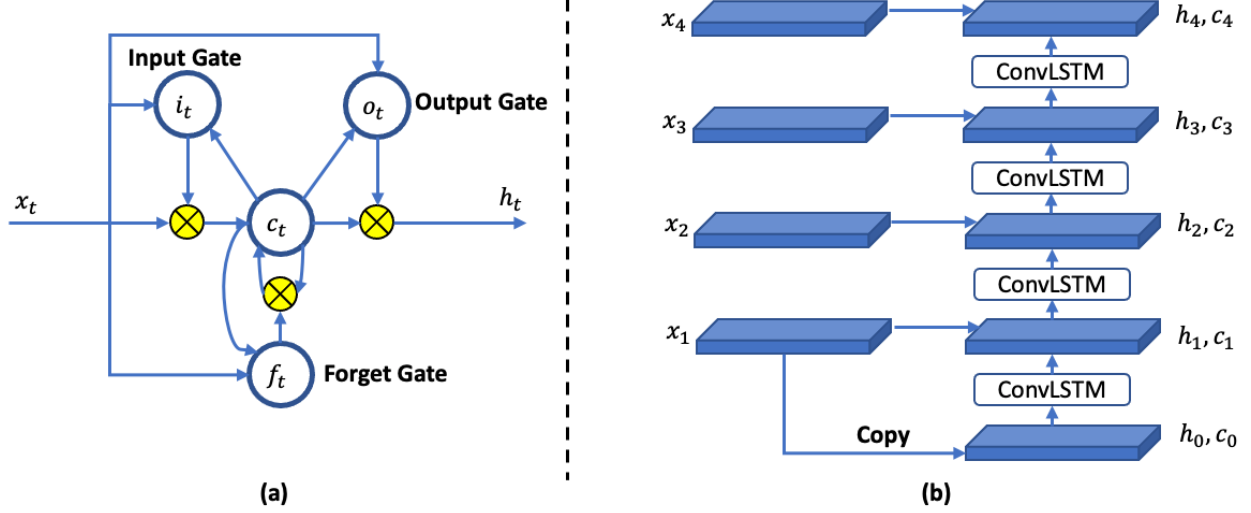 Input Gate
i_t
o_t
Output Gate
x_t
c_t
h_t
f_t
Forget Gate
(a)
x_4
h_4, c_4
ConvLSTM
x_3
h_3, c_3
ConvLSTM
x_2
h_2, c_2
ConvLSTM
x_1
h_1, c_1
ConvLSTM
Copy
h_0, c_0
(b)